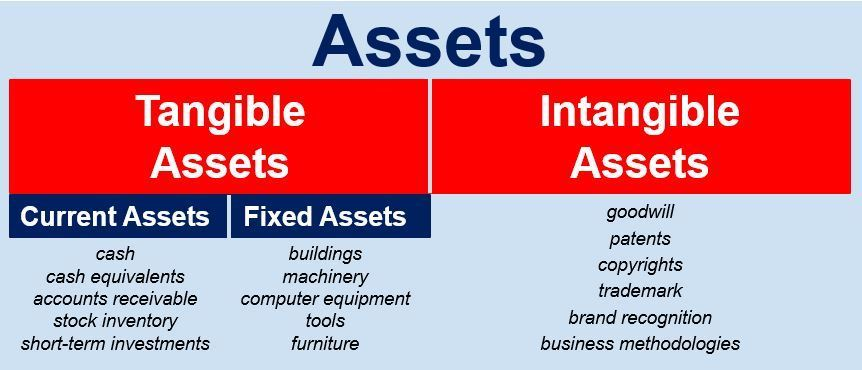 Assets
Tangible
Assets
Intangible
Assets
Current Assets
cash
cash equivalents
accounts receivable
stock inventory
short-term investments
Fixed Assets
buildings
machinery
computer equipment
tools
furniture
goodwill
patents
copyrights
trademark
brand recognition
business methodologies